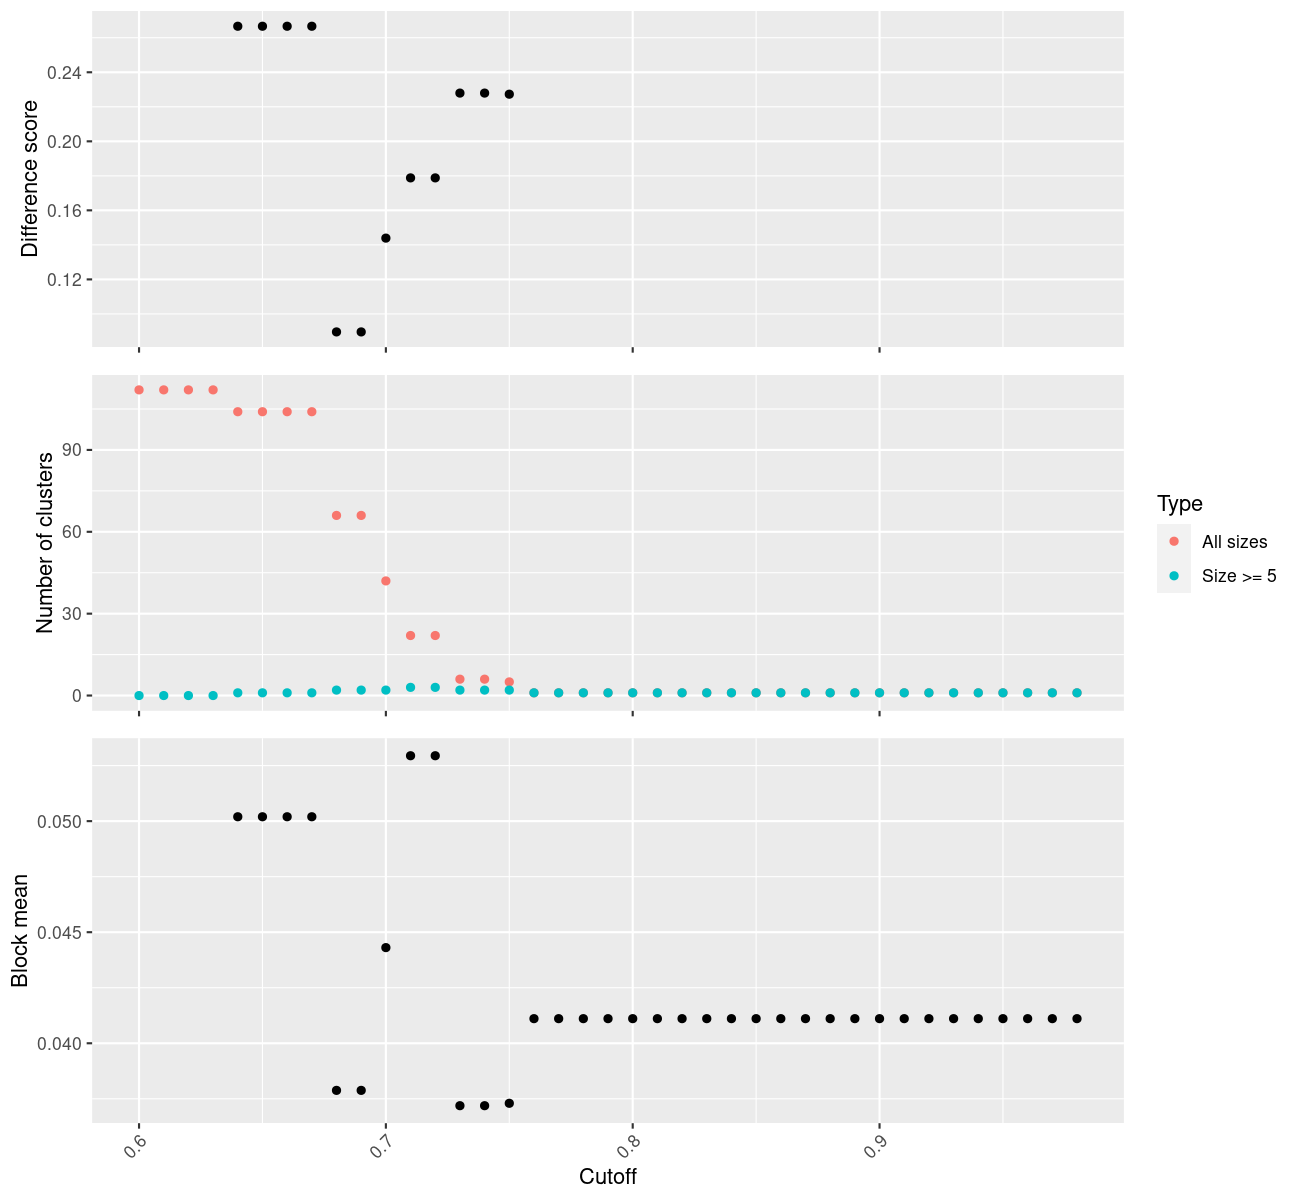 Difference score
0.24
0.20
0.16
0.12
Number of clusters
90
60
30
0
Type
All sizes
Size >= 5
Block mean
0.050
0.045
0.040
0.6
0.7
0.8
0.9
Cutoff